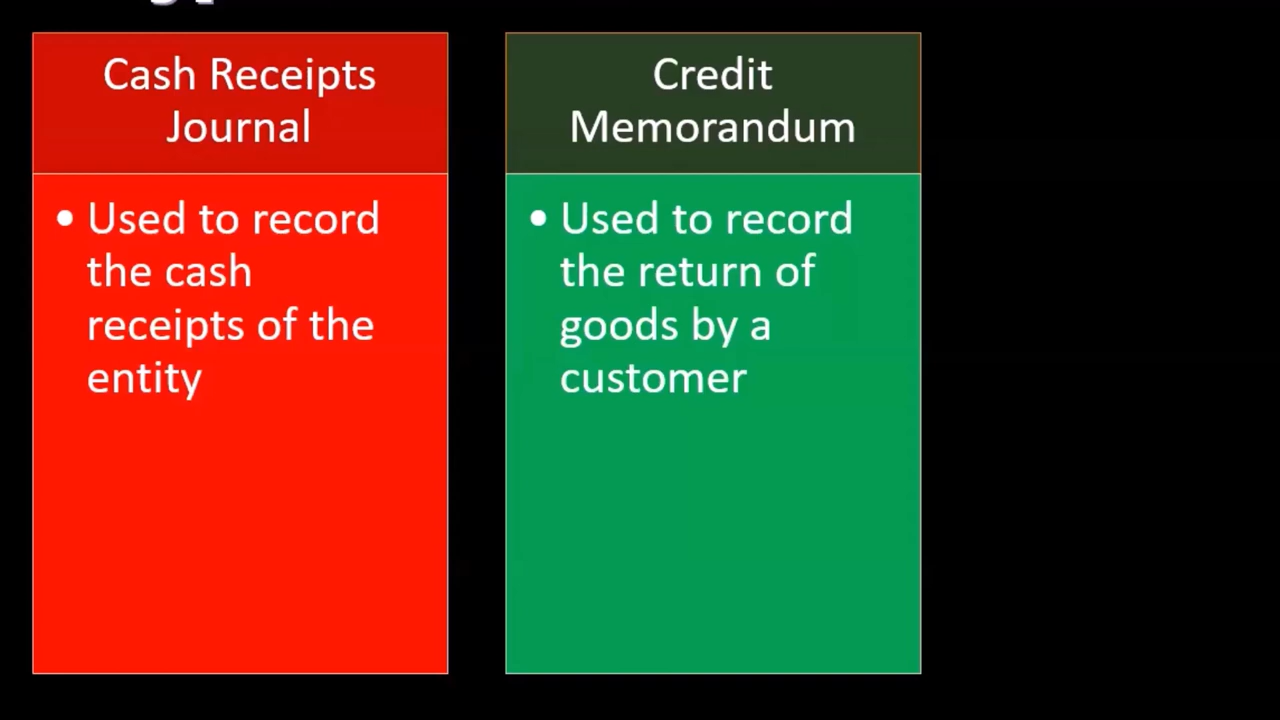 Cash Receipts
Journal
• Used to record
the cash
receipts of the
entity
Credit
Memorandum
• Used to record
the return of
goods by a
customer